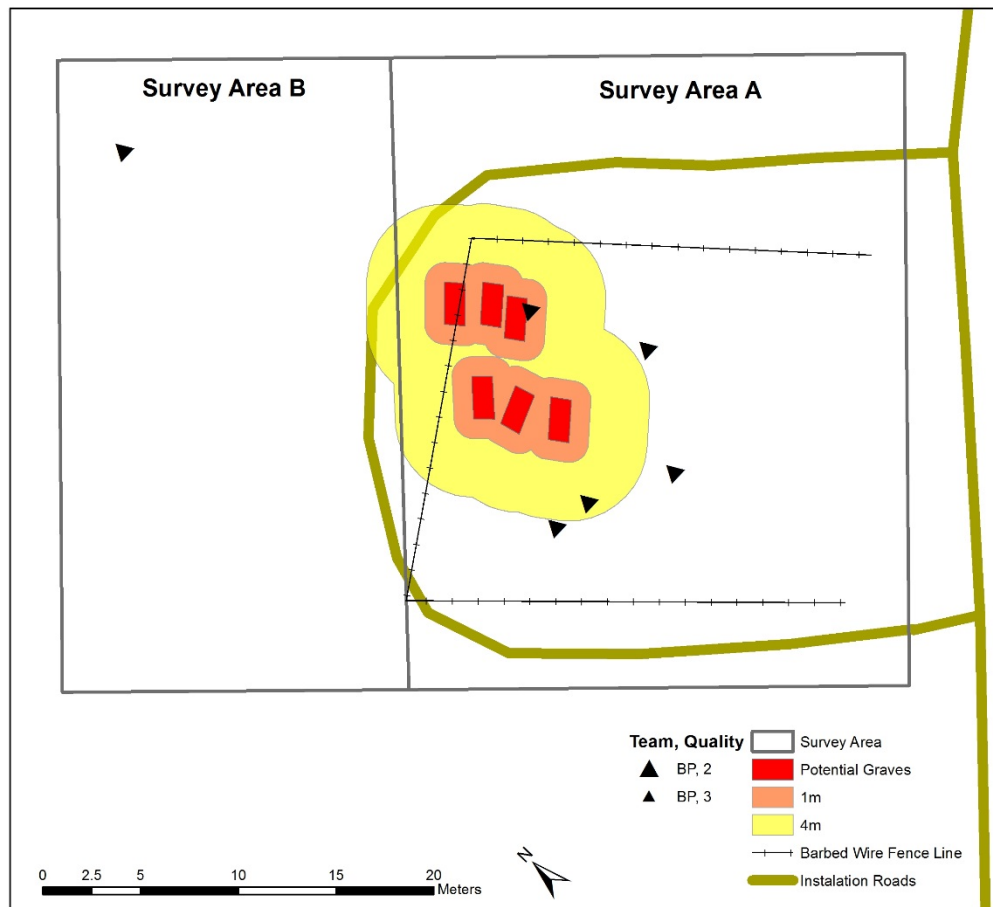 Survey Area B
Survey Area A
Team, Quality
BP, 2
BP, 3
Survey Area
Potential Graves
1m
4m
Barbed Wire Fence Line
Instalation Roads
N
0 2.5 5 10 15 20
Meters